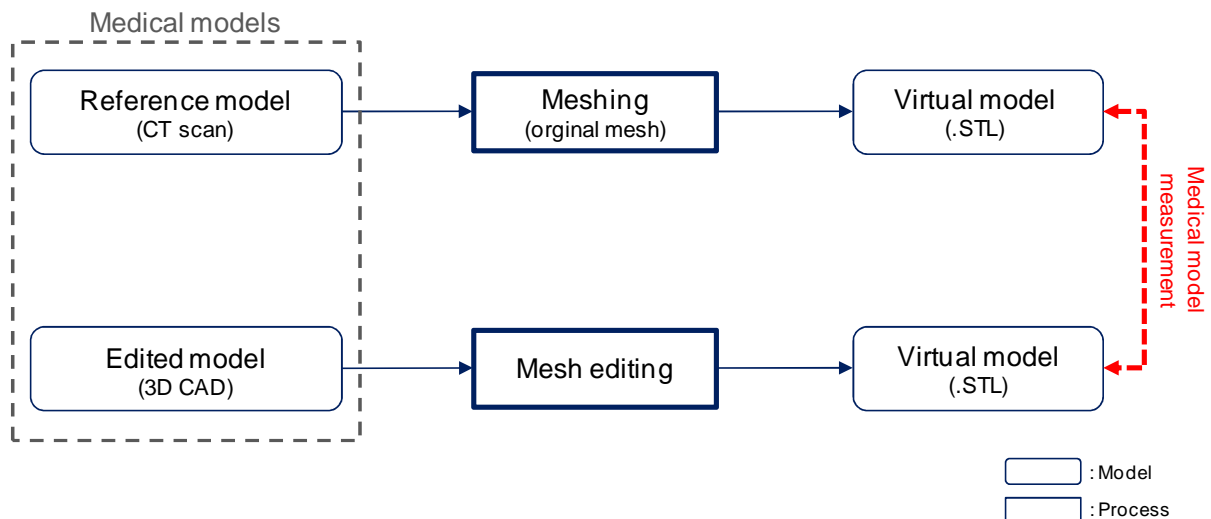 Medical models
Reference model
(CT scan)
Meshing
(orginal mesh)
Virtual model
(.STL)
Medical model
measurement
Edited model
(3D CAD)
Mesh editing
Virtual model
(.STL)
: Model
: Process